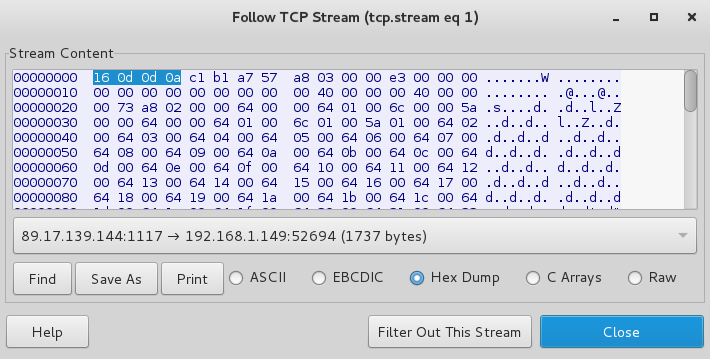 Follow TCP Stream (tcp.stream eq 1)
Stream Content
00000000 16 0d 0d 0a c1 b1 a7 57 a8 03 00 00 e3 00 00 00 .......W ........
00000010 00 00 00 00 00 00 00 00 00 40 00 00 00 40 00 00 ........ .@...@..
00000020 00 73 a8 02 00 00 64 00 00 64 01 00 6c 00 00 5a .s....d. .d..l..Z
00000030 00 00 64 00 00 64 01 00 6c 01 00 5a 01 00 64 02 ..d..d.. l..Z..d.
00000040 00 64 03 00 64 04 00 64 05 00 64 06 00 64 07 00 .d..d..d ..d..d..
00000050 64 08 00 64 09 00 64 0a 00 64 0b 00 64 0c 00 64 d..d..d. .d..d..d
00000060 0d 00 64 0e 00 64 0f 00 64 10 00 64 11 00 64 12 ..d..d.. d..d..d.
00000070 00 64 13 00 64 14 00 64 15 00 64 16 00 64 17 00 .d..d..d ..d..d..
00000080 64 18 00 64 19 00 64 1a 00 64 1b 00 64 1c 00 64 d..d..d. .d..d..d
89.17.139.144:1117 → 192.168.1.149:52694 (1737 bytes)
Find Save As Print ASCII EBCDIC Hex Dump C Arrays Raw
Help Filter Out This Stream Close